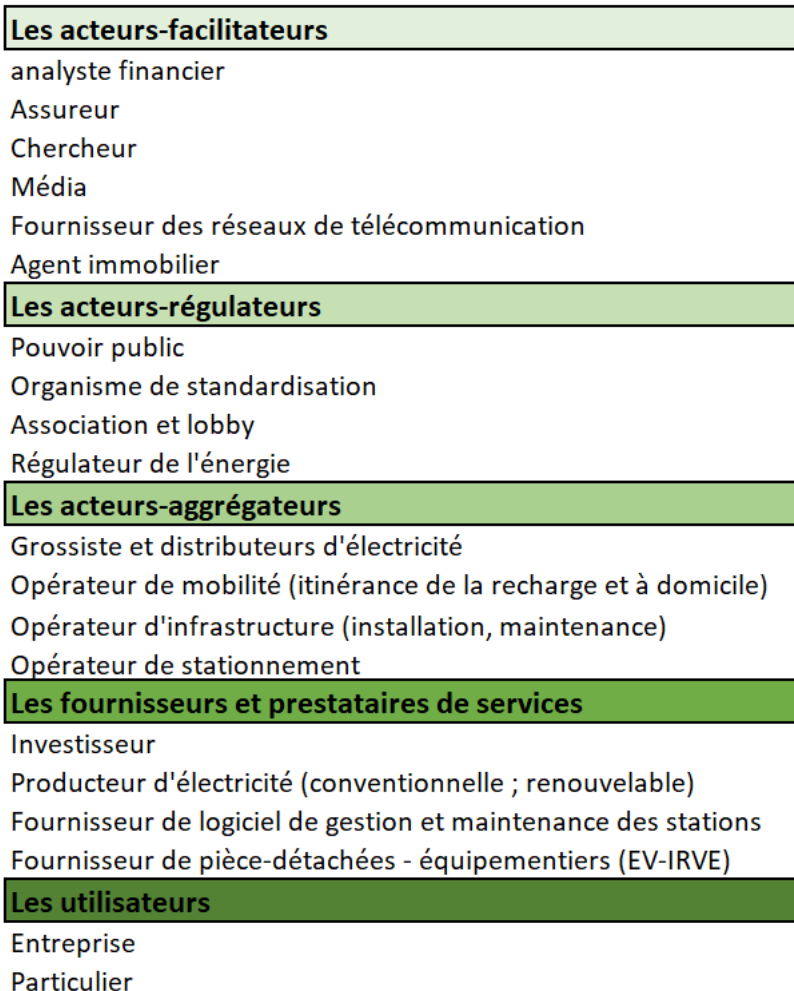 Les acteurs-facilitateurs
analyste financier
Assureur
Chercheur
Média
Fournisseur des réseaux de télécommunication
Agent immobilier
Les acteurs-régulateurs
Pouvoir public
Organisme de standardisation
Association et lobby
Régulateur de l'énergie
Les acteurs-aggrégateurs
Grossiste et distributeurs d'électricité
Opérateur de mobilité (itinérance de la recharge et à domicile)
Opérateur d'infrastructure (installation, maintenance)
Opérateur de stationnement
Les fournisseurs et prestataires de services
Investisseur
Producteur d'électricité (conventionnelle ; renouvelable)
Fournisseur de logiciel de gestion et maintenance des stations
Fournisseur de pièce-détachées - équipementiers (EV-IRVE)
Les utilisateurs
Entreprise
Particulier